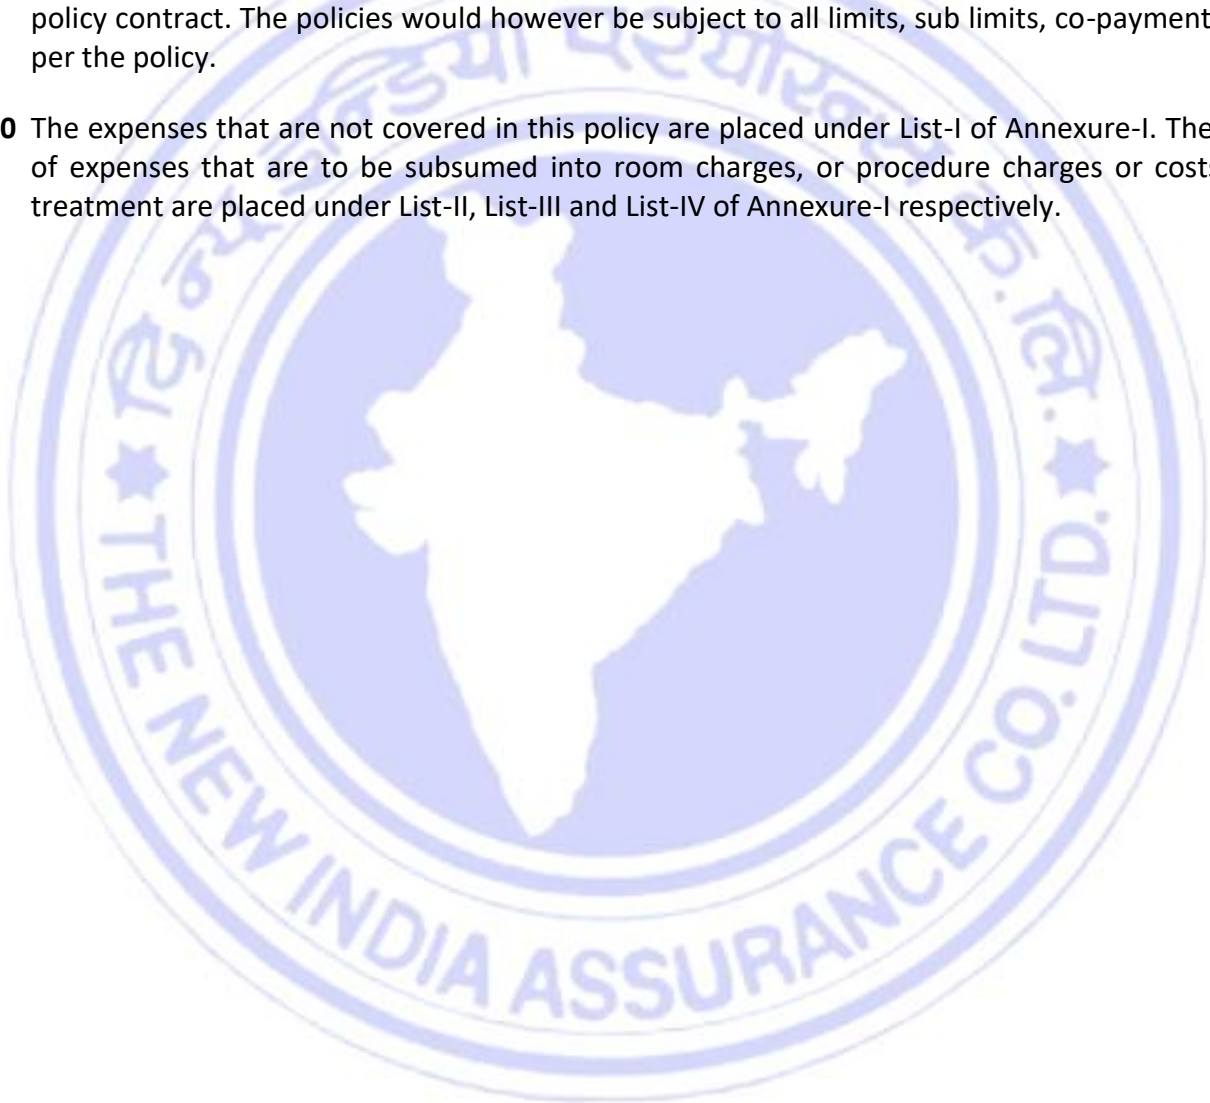 policy contract. The policies would however be subject to all limits, sub limits, co-payment
per the policy.
0 The expenses that are not covered in this policy are placed under List-I of Annexure-I. The
of expenses that are to be subsumed into room charges, or procedure charges or costs
treatment are placed under List-II, List-III and List-IV of Annexure-I respectively.
दि न्यू इन्डिया एश्योरेन्स कं. लि.
THE NEW INDIA ASSURANCE CO. LTD.